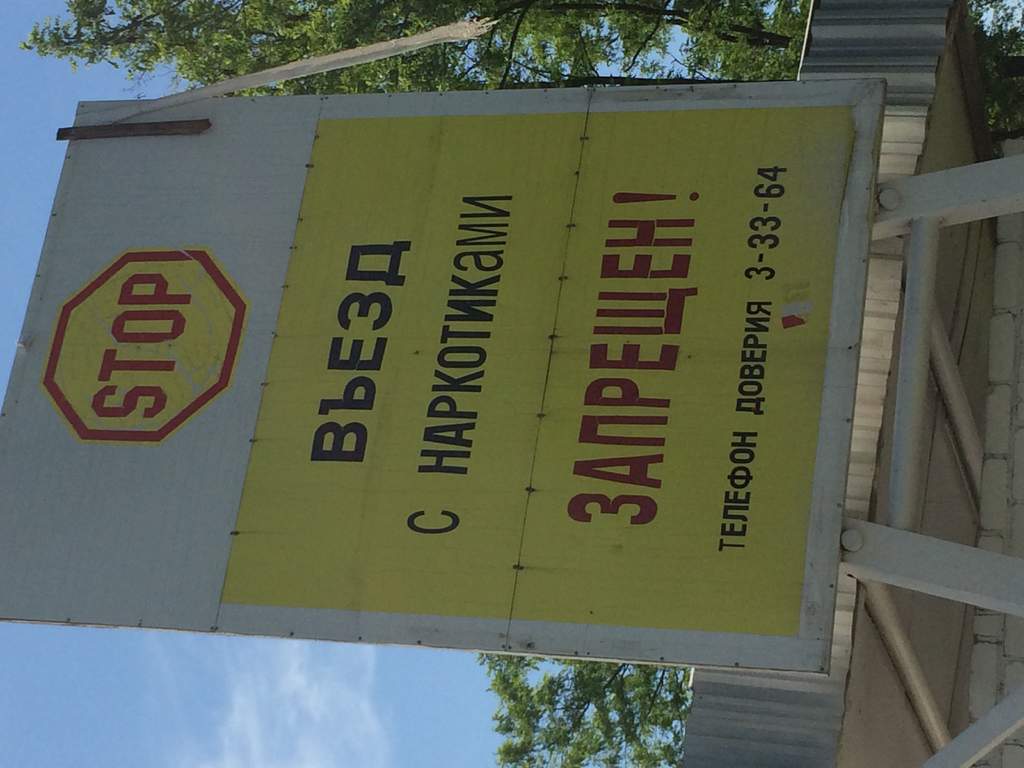 STOP
ВЪЕЗД
С НАРКОТИКаМИ
ЗАПРЕЩЕН!
ТЕЛЕФОН ДОВЕРИЯ 3-33-64